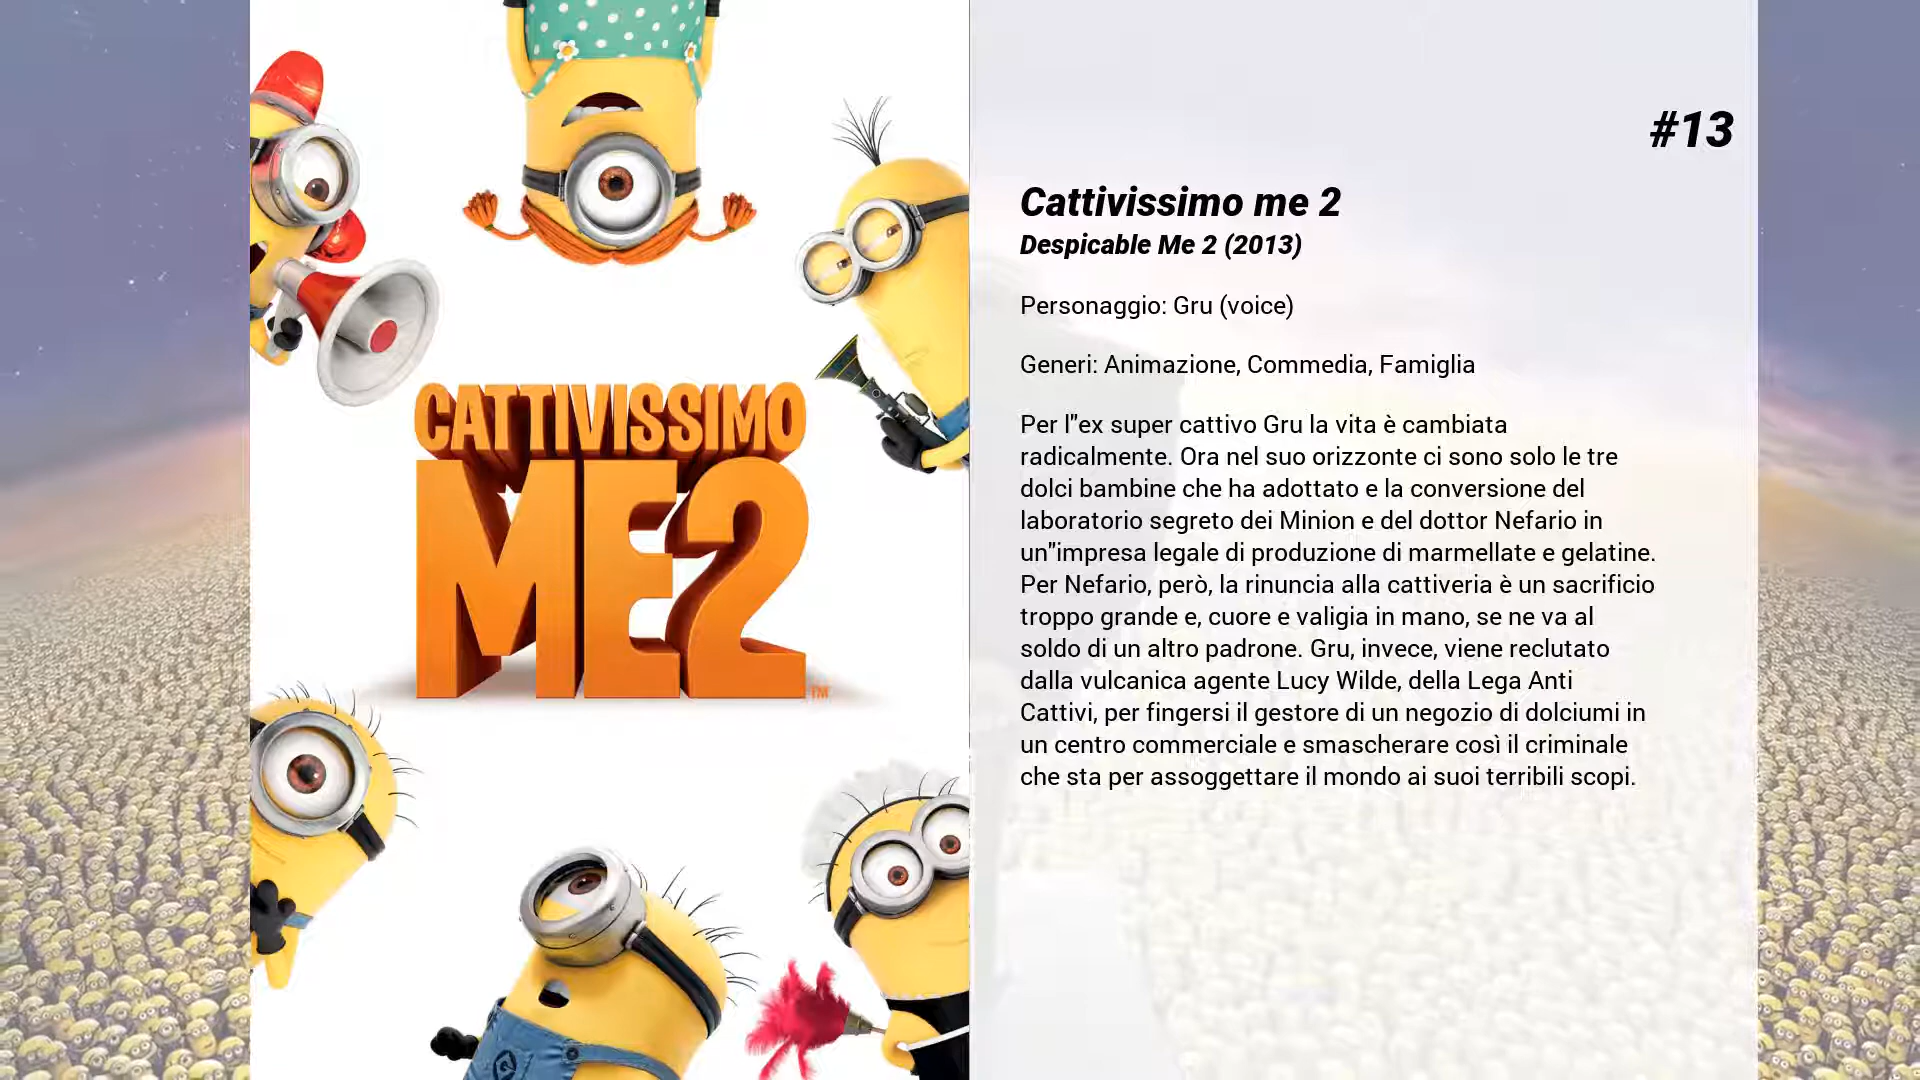 CATTIVISSIMO
ME2
™
#13
Cattivissimo me 2
Despicable Me 2 (2013)
Personaggio: Gru (voice)
Generi: Animazione, Commedia, Famiglia
Per l"ex super cattivo Gru la vita è cambiata
radicalmente. Ora nel suo orizzonte ci sono solo le tre
dolci bambine che ha adottato e la conversione del
laboratorio segreto dei Minion e del dottor Nefario in
un"impresa legale di produzione di marmellate e gelatine.
Per Nefario, però, la rinuncia alla cattiveria è un sacrificio
troppo grande e, cuore e valigia in mano, se ne va al
soldo di un altro padrone. Gru, invece, viene reclutato
dalla vulcanica agente Lucy Wilde, della Lega Anti
Cattivi, per fingersi il gestore di un negozio di dolciumi in
un centro commerciale e smascherare così il criminale
che sta per assoggettare il mondo ai suoi terribili scopi.